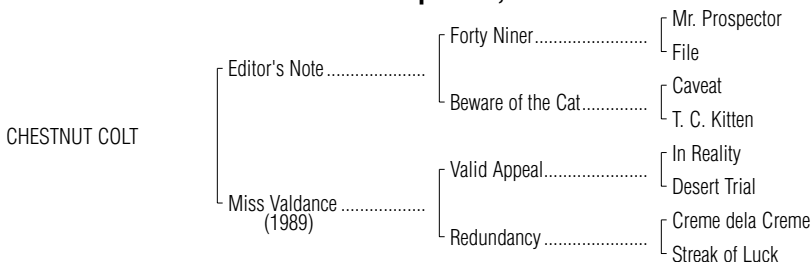 Mr. Prospector
Forty Niner
File
Editor's Note
Caveat
Beware of the Cat
T. C. Kitten
CHESTNUT COLT
In Reality
Valid Appeal
Desert Trial
Miss Valdance
(1989)
Creme dela Creme
Redundancy
Streak of Luck